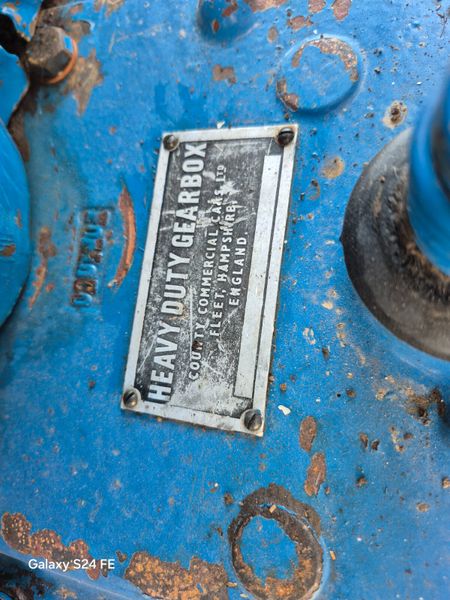 HEAVY DUTY GEARBOX
COUNTY COMMERCIAL CARS LTD
FLEET, HAMPSHIRE,
ENGLAND.
Galaxy S24 FE